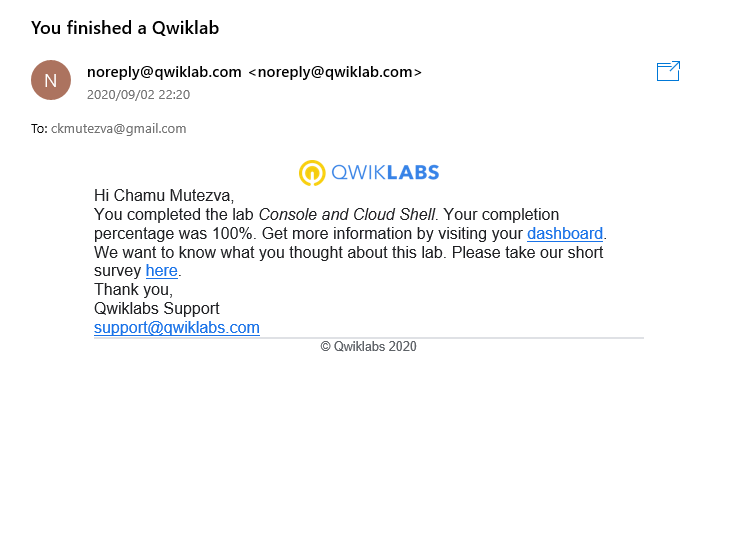 You finished a Qwiklab
N
noreply@qwiklab.com <noreply@qwiklab.com>
2020/09/02 22:20
To: ckmutezva@gmail.com
QWIKLABS
Hi Chamu Mutezva,
You completed the lab Console and Cloud Shell. Your completion
percentage was 100%. Get more information by visiting your dashboard.
We want to know what you thought about this lab. Please take our short
survey here.
Thank you,
Qwiklabs Support
support@qwiklabs.com
© Qwiklabs 2020